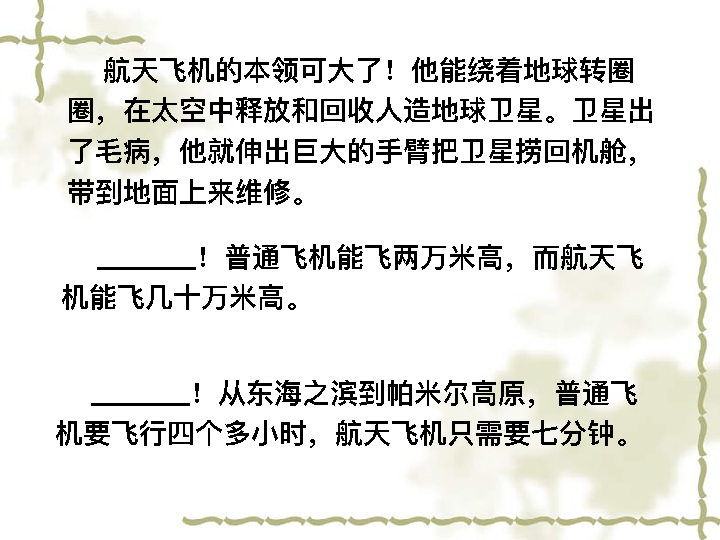 航天飞机的本领可大了！他能绕着地球转圈
圈，在太空中释放和回收人造地球卫星。卫星出
了毛病，他就伸出巨大的手臂把卫星捞回机舱，
带到地面上来维修。
_______！普通飞机能飞两万米高，而航天飞
机能飞几十万米高。
_______！从东海之滨到帕米尔高原，普通飞
机要飞行四个多小时，航天飞机只需要七分钟。